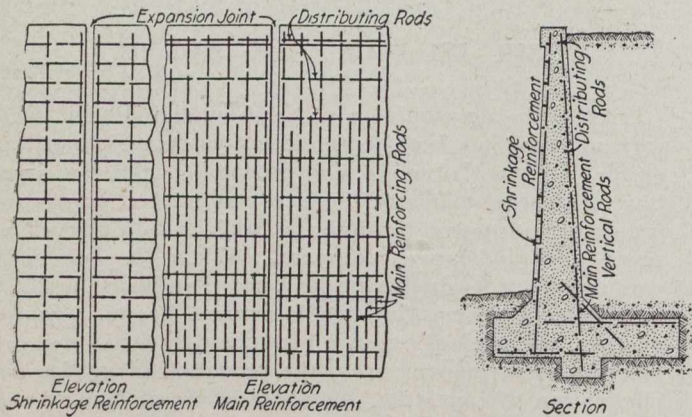 Expansion Joint
Distributing Rods
Main Reinforcing Rods
Elevation
Shrinkage Reinforcement
Elevation
Main Reinforcement
Shrinkage
Reinforcement
Distributing
Rods
Main Reinforcement
Vertical Rods
Section